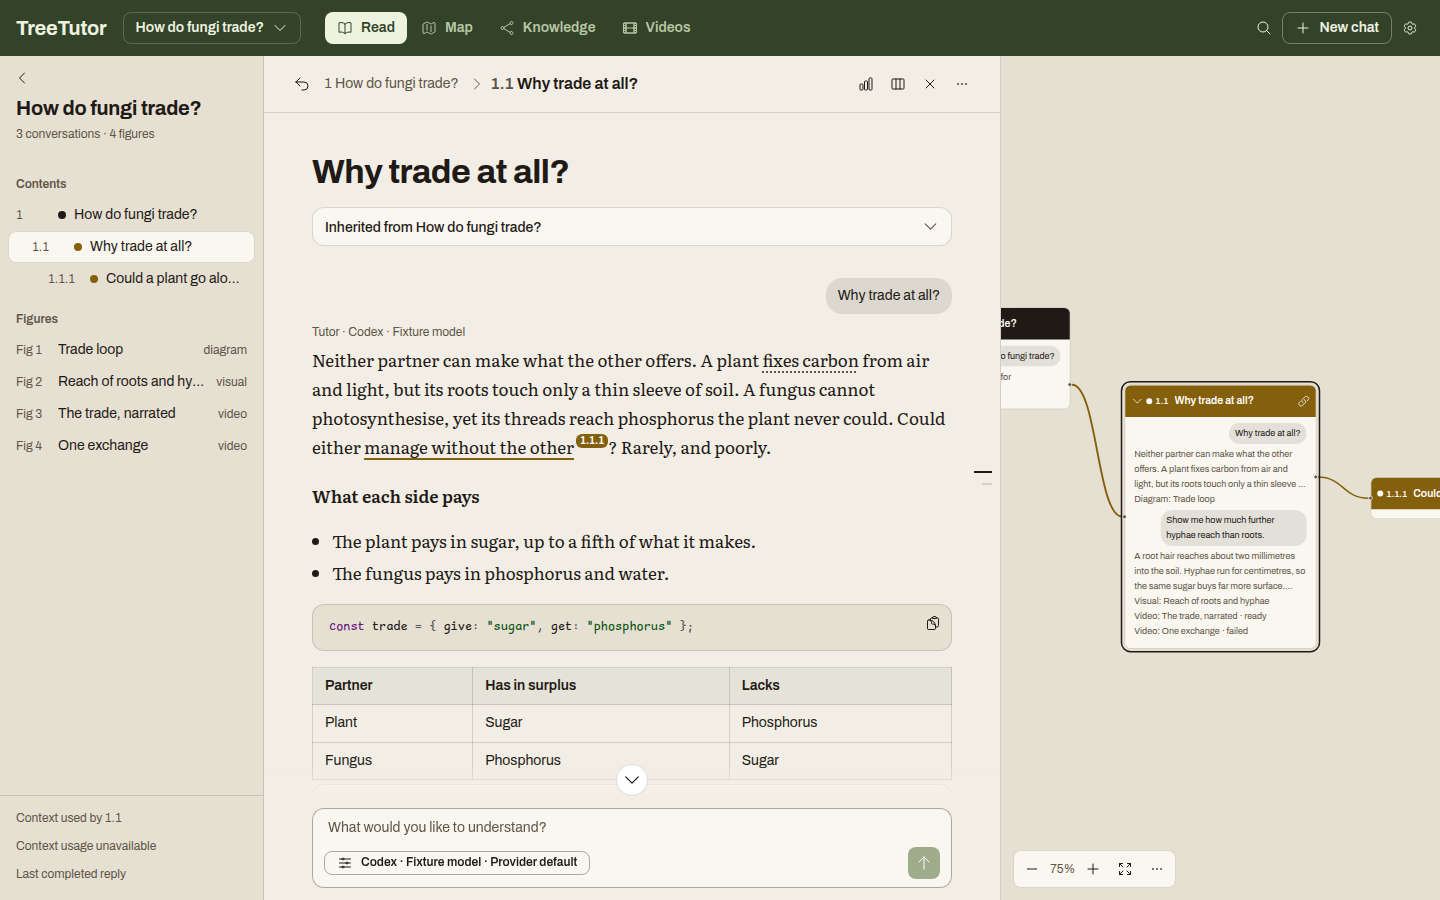 TreeTutor
How do fungi trade?
Read
Map
Knowledge
Videos
New chat
How do fungi trade?
3 conversations · 4 figures
Contents
1 How do fungi trade?
1.1 Why trade at all?
1.1.1 Could a plant go alo...
Figures
Fig 1 Trade loop diagram
Fig 2 Reach of roots and hy... visual
Fig 3 The trade, narrated video
Fig 4 One exchange video
Context used by 1.1
Context usage unavailable
Last completed reply
1 How do fungi trade? > 1.1 Why trade at all?
Why trade at all?
Inherited from How do fungi trade?
Why trade at all?
Tutor · Codex · Fixture model
Neither partner can make what the other offers. A plant fixes carbon from air
and light, but its roots touch only a thin sleeve of soil. A fungus cannot
photosynthesise, yet its threads reach phosphorus the plant never could. Could
either manage without the other 1.1.1? Rarely, and poorly.
What each side pays
• The plant pays in sugar, up to a fifth of what it makes.
• The fungus pays in phosphorus and water.
const trade = { give: "sugar", get: "phosphorus" };
Partner Has in surplus Lacks
Plant Sugar Phosphorus
Fungus Phosphorus Sugar
What would you like to understand?
Codex · Fixture model · Provider default
de?
o fungi trade?
for
1.1 Why trade at all?
Why trade at all?
Neither partner can make what the other
offers. A plant fixes carbon from air and
light, but its roots touch only a thin sleeve ...
Diagram: Trade loop
Show me how much further
hyphae reach than roots.
A root hair reaches about two millimetres
into the soil. Hyphae run for centimetres, so
the same sugar buys far more surface....
Visual: Reach of roots and hyphae
Video: The trade, narrated · ready
Video: One exchange · failed
1.1.1 Could
75%